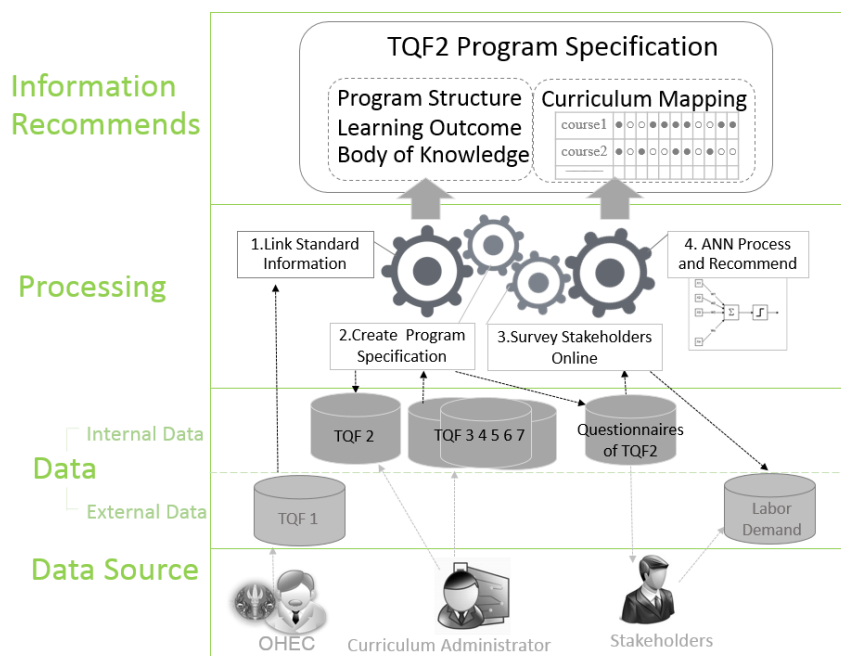 TQF2 Program Specification
Information
Recommends
Program Structure
Learning Outcome
Body of Knowledge
Curriculum Mapping
course1
course2
Processing
1.Link Standard
Information
4. ANN Process
and Recommend
Σ
2.Create Program
Specification
3.Survey Stakeholders
Online
Internal Data
Data
External Data
TQF 2
TQF 3 4 5 6 7
Questionnaires
of TQF2
TQF 1
Labor
Demand
Data Source
OHEC
Curriculum Administrator
Stakeholders